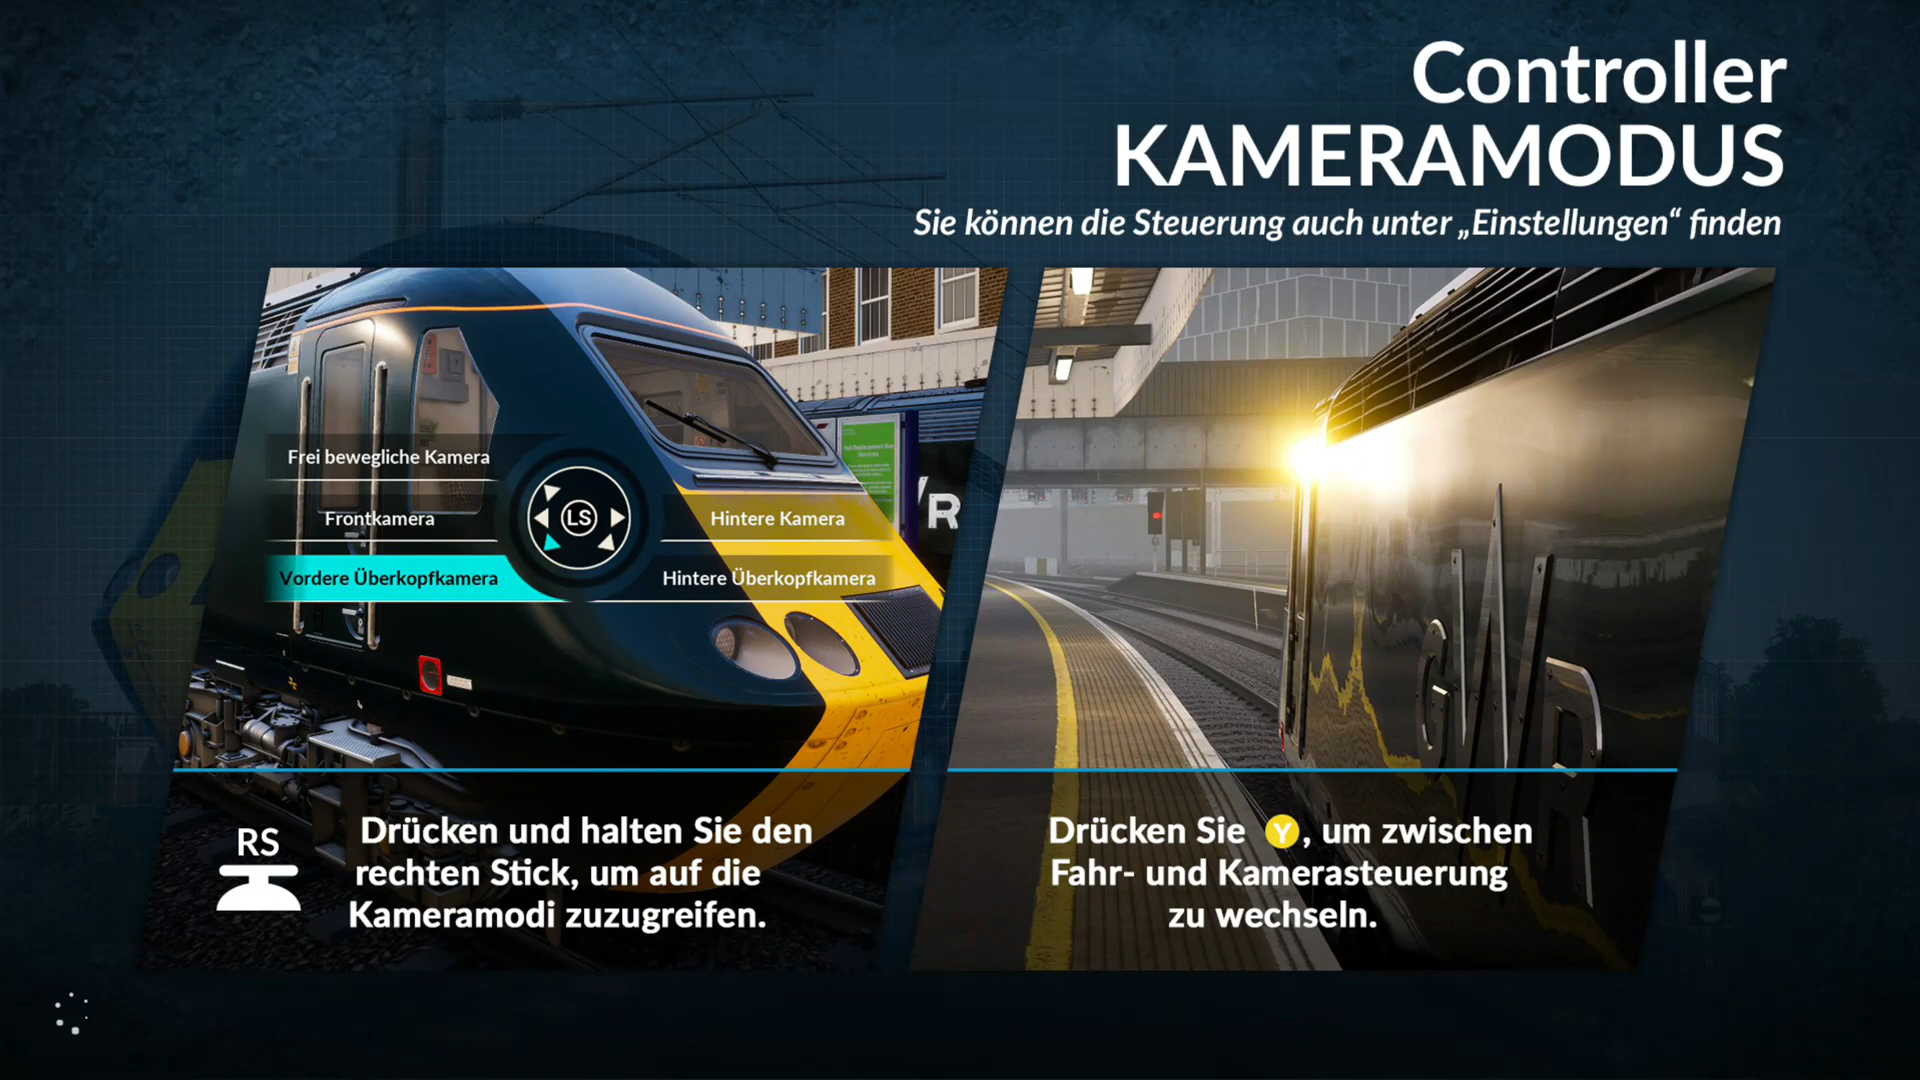 Controller
KAMERAMODUS
Sie können die Steuerung auch unter „Einstellungen“ finden
Frei bewegliche Kamera
Frontkamera
Vordere Überkopfkamera
LS
Hintere Kamera
Hintere Überkopfkamera
RS
Drücken und halten Sie den
rechten Stick, um auf die
Kameramodi zuzugreifen.
GWR
Drücken Sie Y, um zwischen
Fahr- und Kamerasteuerung
zu wechseln.